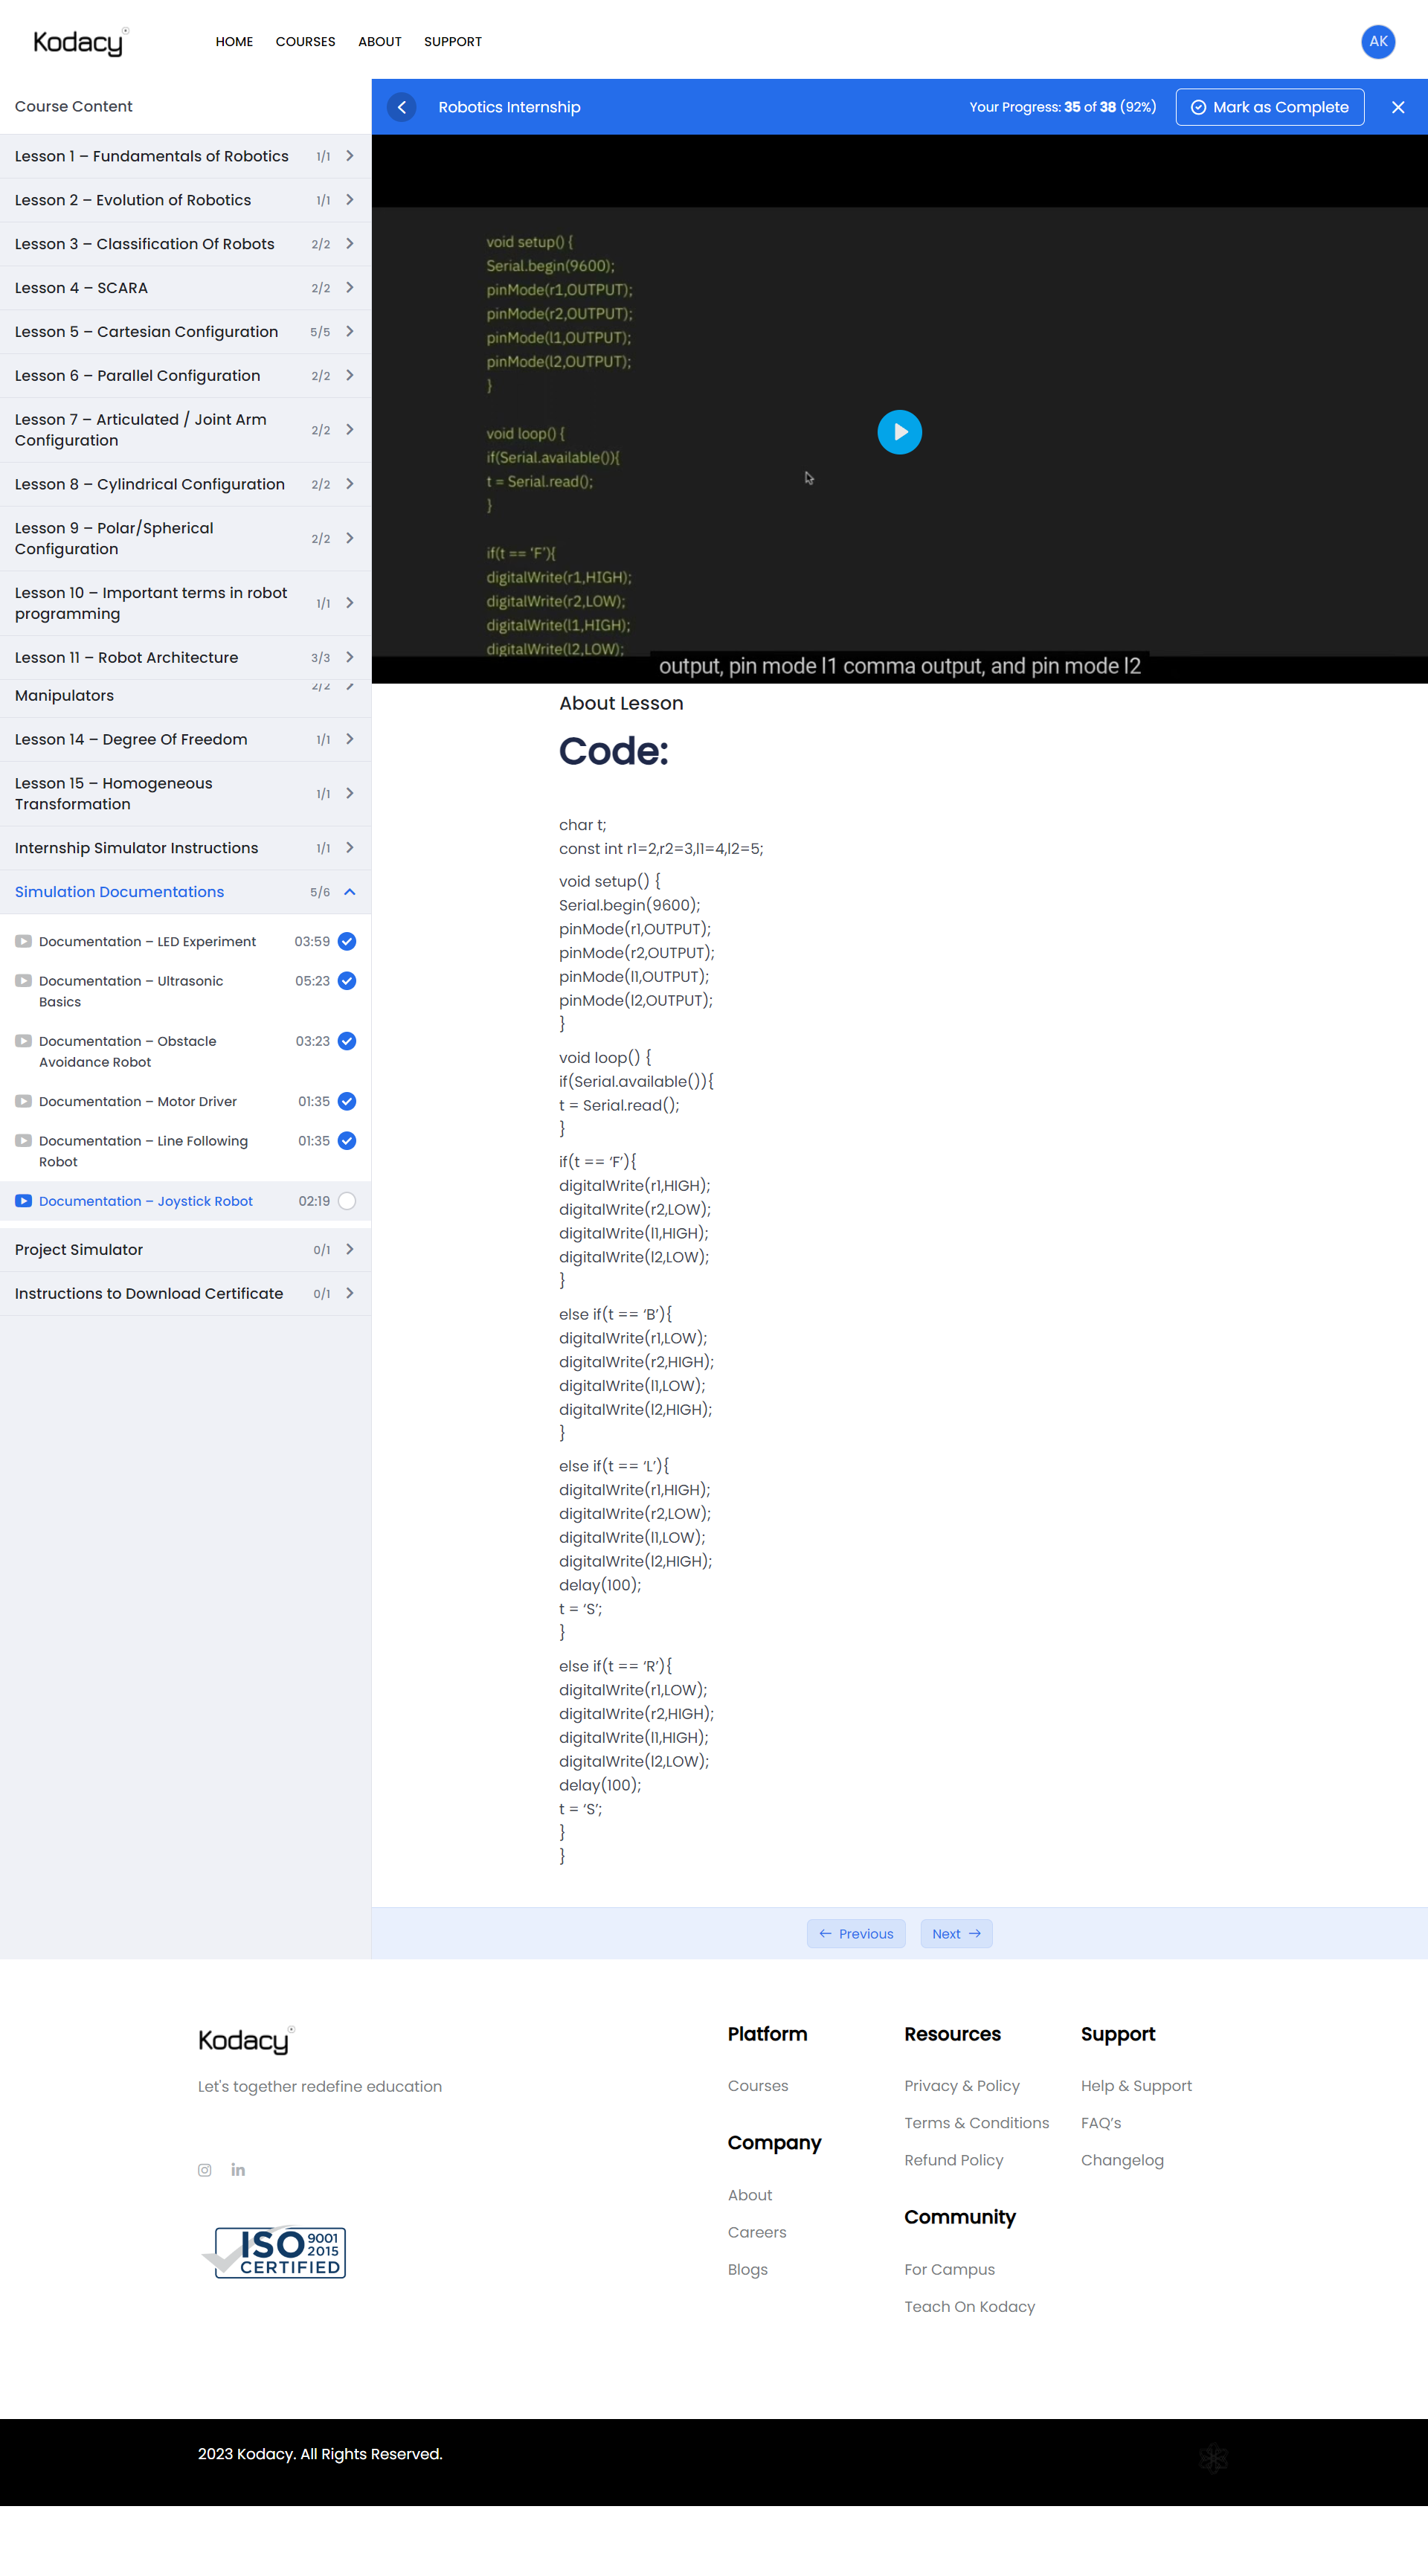 Kodacy
HOME COURSES ABOUT SUPPORT
AK
Course Content
Robotics Internship
Your Progress: 35 of 38 (92%)
Mark as Complete
Lesson 1 – Fundamentals of Robotics 1/1
Lesson 2 – Evolution of Robotics 1/1
Lesson 3 – Classification Of Robots 2/2
Lesson 4 – SCARA 2/2
Lesson 5 – Cartesian Configuration 5/5
Lesson 6 – Parallel Configuration 2/2
Lesson 7 – Articulated / Joint Arm
Configuration 2/2
Lesson 8 – Cylindrical Configuration 2/2
Lesson 9 – Polar/Spherical
Configuration 2/2
Lesson 10 – Important terms in robot
programming 1/1
Lesson 11 – Robot Architecture 3/3
Manipulators 2/2
Lesson 14 – Degree Of Freedom 1/1
Lesson 15 – Homogeneous
Transformation 1/1
Internship Simulator Instructions 1/1
Simulation Documentations 5/6
Documentation – LED Experiment 03:59
Documentation – Ultrasonic
Basics 05:23
Documentation – Obstacle
Avoidance Robot 03:23
Documentation – Motor Driver 01:35
Documentation – Line Following
Robot 01:35
Documentation – Joystick Robot 02:19
Project Simulator 0/1
Instructions to Download Certificate 0/1
void setup() {
Serial.begin(9600);
pinMode(r1,OUTPUT);
pinMode(r2,OUTPUT);
pinMode(l1,OUTPUT);
pinMode(l2,OUTPUT);
}
void loop() {
if(Serial.available()){
t = Serial.read();
}
if(t == ‘F’){
digitalWrite(r1,HIGH);
digitalWrite(r2,LOW);
digitalWrite(l1,HIGH);
digitalWrite(l2,LOW);
output, pin mode l1 comma output, and pin mode l2
About Lesson
Code:
char t;
const int r1=2,r2=3,l1=4,l2=5;
void setup() {
Serial.begin(9600);
pinMode(r1,OUTPUT);
pinMode(r2,OUTPUT);
pinMode(l1,OUTPUT);
pinMode(l2,OUTPUT);
}
void loop() {
if(Serial.available()){
t = Serial.read();
}
if(t == ‘F’){
digitalWrite(r1,HIGH);
digitalWrite(r2,LOW);
digitalWrite(l1,HIGH);
digitalWrite(l2,LOW);
}
else if(t == ‘B’){
digitalWrite(r1,LOW);
digitalWrite(r2,HIGH);
digitalWrite(l1,LOW);
digitalWrite(l2,HIGH);
}
else if(t == ‘L’){
digitalWrite(r1,HIGH);
digitalWrite(r2,LOW);
digitalWrite(l1,LOW);
digitalWrite(l2,HIGH);
delay(100);
t = ‘S’;
}
else if(t == ‘R’){
digitalWrite(r1,LOW);
digitalWrite(r2,HIGH);
digitalWrite(l1,HIGH);
digitalWrite(l2,LOW);
delay(100);
t = ‘S’;
}
}
← Previous
Next →
Kodacy
Let's together redefine education
ISO 9001
2015
CERTIFIED
Platform
Courses
Company
About
Careers
Blogs
Resources
Privacy & Policy
Terms & Conditions
Refund Policy
Community
For Campus
Teach On Kodacy
Support
Help & Support
FAQ’s
Changelog
2023 Kodacy. All Rights Reserved.